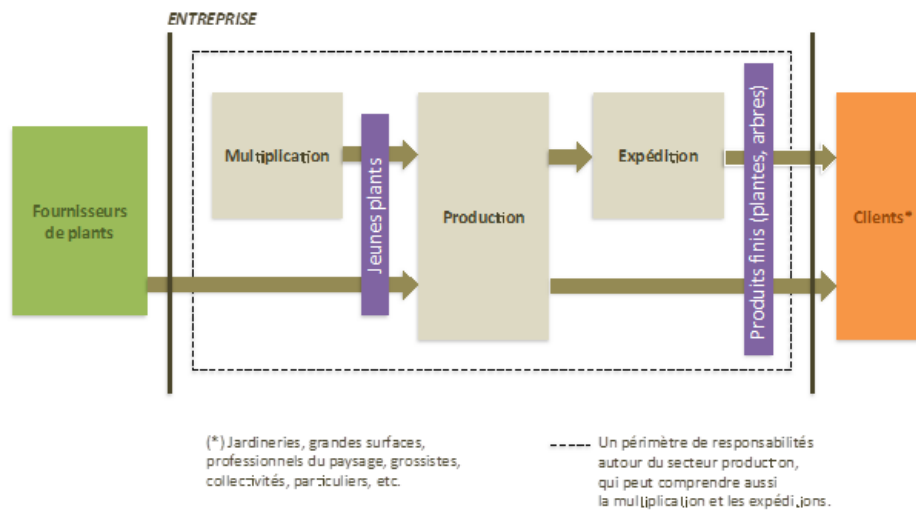 ENTREPRISE
Fournisseurs
de plants
Multiplication
Jeunes plants
Production
Expédition
Produits finis (plantes, arbres)
Clients*
(*) Jardineries, grandes surfaces,
professionnels du paysage, grossistes,
collectivités, particuliers, etc.
Un périmètre de responsabilités
autour du secteur production,
qui peut comprendre aussi
la multiplication et les expédi,ions.